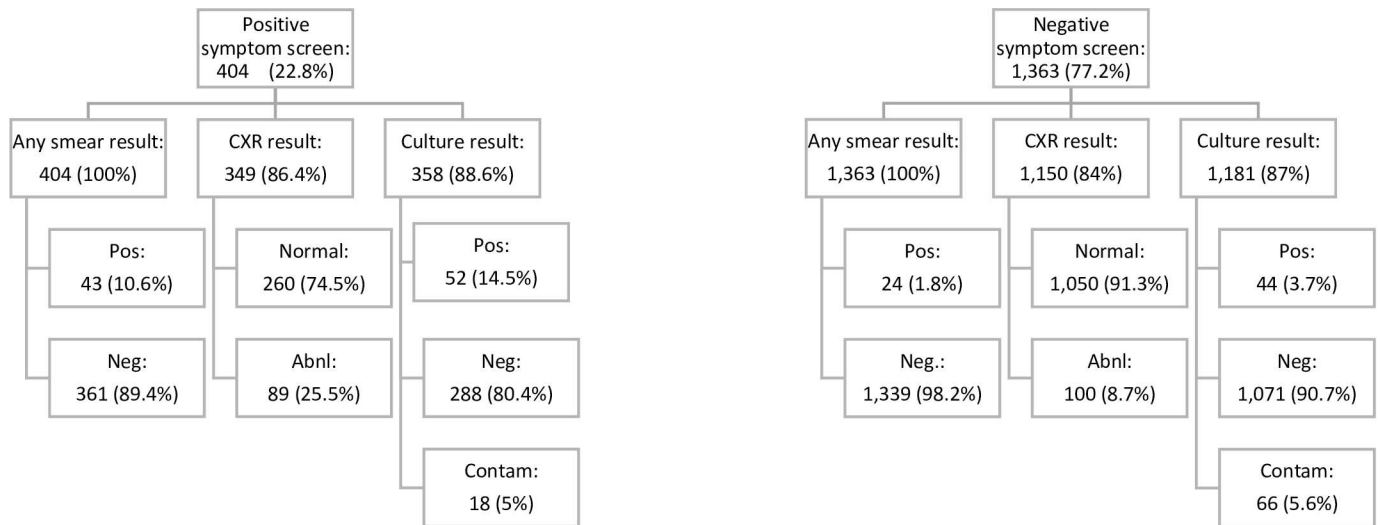 Positive
symptom screen:
404 (22.8%)
Any smear result:
404 (100%)
CXR result:
349 (86.4%)
Culture result:
358 (88.6%)
Pos:
43 (10.6%)
Normal:
260 (74.5%)
Pos:
52 (14.5%)
Neg:
361 (89.4%)
Abnl:
89 (25.5%)
Neg:
288 (80.4%)
Contam:
18 (5%)
Negative
symptom screen:
1,363 (77.2%)
Any smear result:
1,363 (100%)
CXR result:
1,150 (84%)
Culture result:
1,181 (87%)
Pos:
24 (1.8%)
Normal:
1,050 (91.3%)
Pos:
44 (3.7%)
Neg.:
1,339 (98.2%)
Abnl:
100 (8.7%)
Neg:
1,071 (90.7%)
Contam:
66 (5.6%)